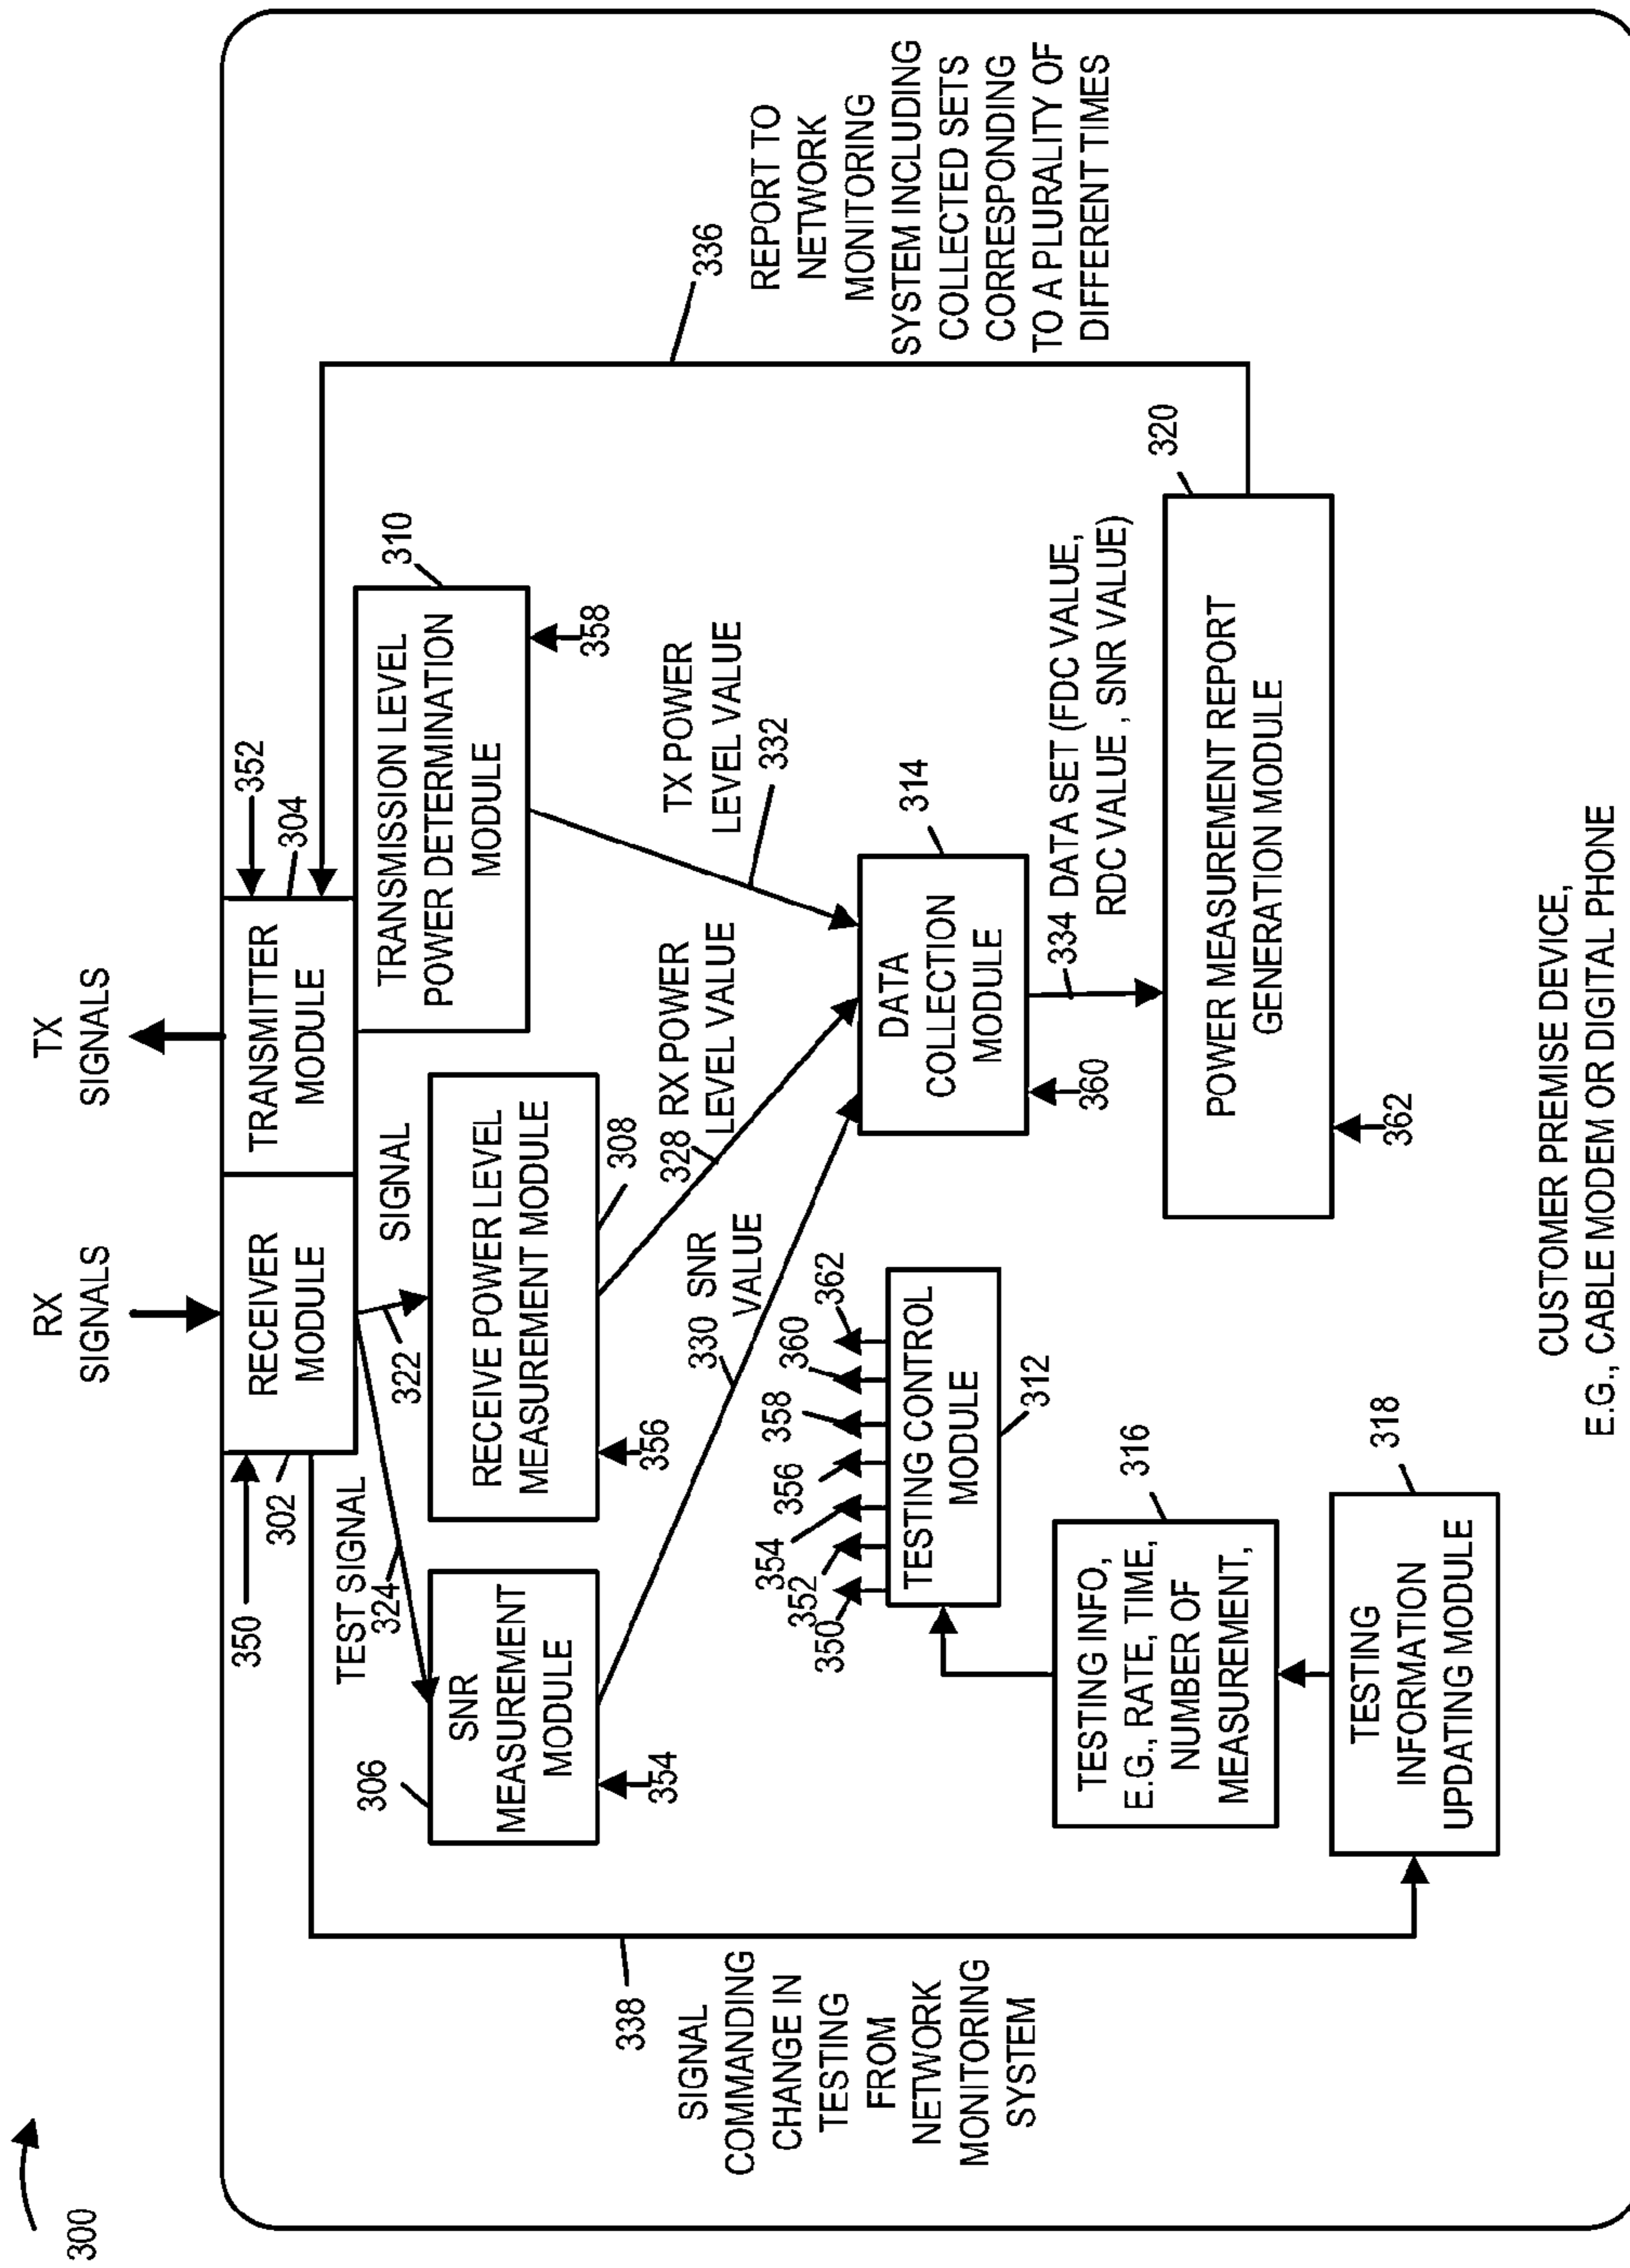 300
RX
SIGNALS
TX
SIGNALS
350
302
RECEIVER
MODULE
TRANSMITTER
MODULE
352
304
TEST SIGNAL
324
322
SIGNAL
306
SNR
MEASUREMENT
MODULE
354
RECEIVE POWER LEVEL
MEASUREMENT MODULE
356
308
TRANSMISSION LEVEL
POWER DETERMINATION
MODULE
310
358
338
SIGNAL
COMMANDING
CHANGE IN
TESTING
FROM
NETWORK
MONITORING
SYSTEM
330 SNR
VALUE
328 RX POWER
LEVEL VALUE
TX POWER
LEVEL VALUE
332
336
REPORT TO
NETWORK
MONITORING
SYSTEM INCLUDING
COLLECTED SETS
CORRESPONDING
TO A PLURALITY OF
DIFFERENT TIMES
350
352
354
356
358
360
362
TESTING CONTROL
MODULE
312
DATA
COLLECTION
MODULE
314
360
334 DATA SET (FDC VALUE,
RDC VALUE , SNR VALUE)
TESTING INFO,
E.G., RATE, TIME,
NUMBER OF
MEASUREMENT,
316
POWER MEASUREMENT REPORT
GENERATION MODULE
320
362
TESTING
INFORMATION
UPDATING MODULE
318
CUSTOMER PREMISE DEVICE,
E.G., CABLE MODEM OR DIGITAL PHONE